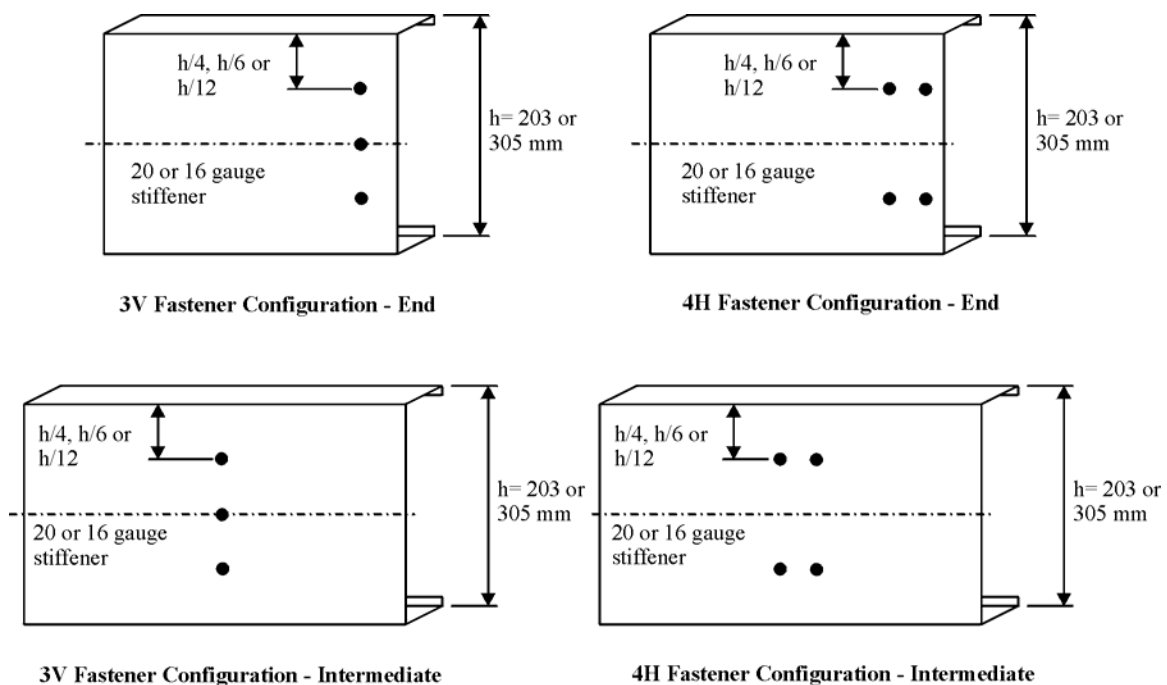 h/4, h/6 or
h/12
h= 203 or
305 mm
20 or 16 gauge
stiffener
3V Fastener Configuration - End
h/4, h/6 or
h/12
h= 203 or
305 mm
20 or 16 gauge
stiffener
4H Fastener Configuration - End
h/4, h/6 or
h/12
h= 203 or
305 mm
20 or 16 gauge
stiffener
3V Fastener Configuration - Intermediate
h/4, h/6 or
h/12
h= 203 or
305 mm
20 or 16 gauge
stiffener
4H Fastener Configuration - Intermediate